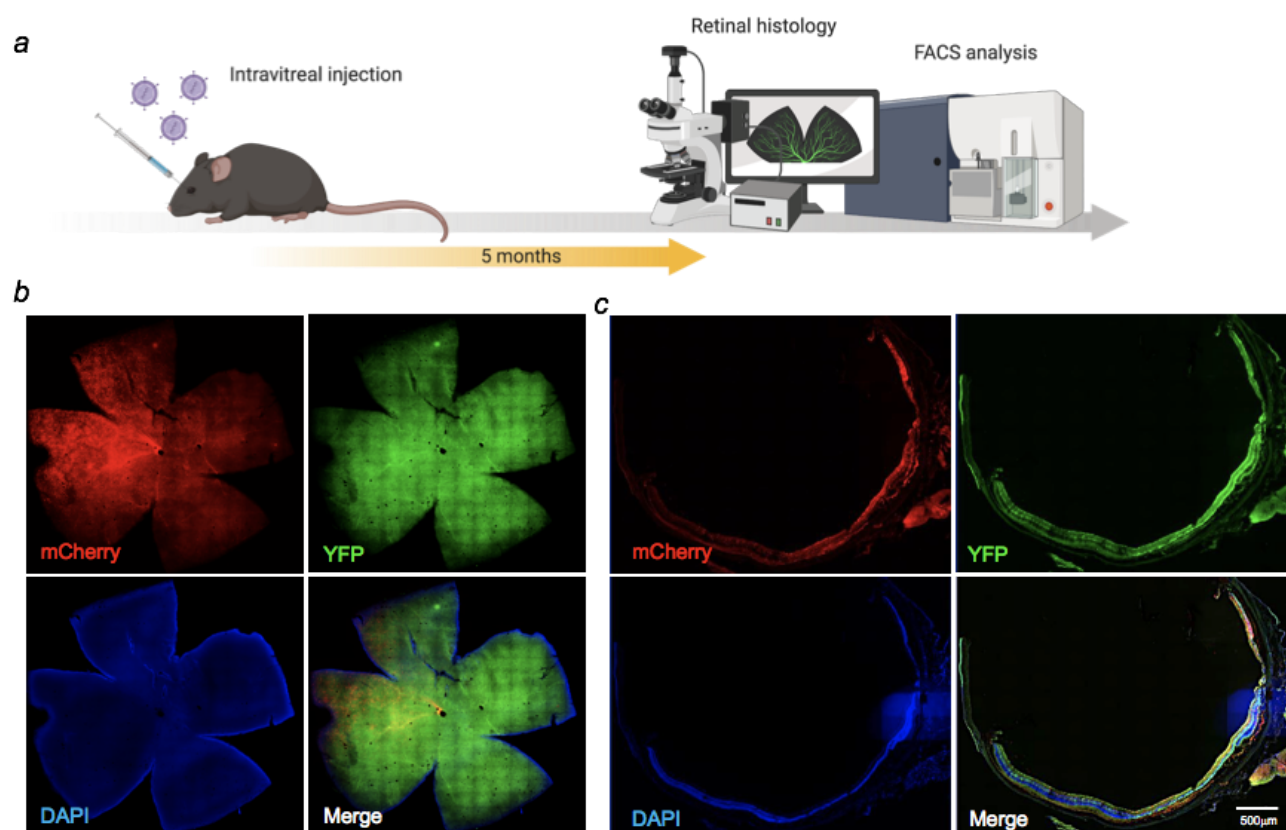 a
Intravitreal injection
Retinal histology
FACS analysis
5 months
b
c
mCherry
YFP
mCherry
YFP
DAPI
Merge
DAPI
Merge
500µm